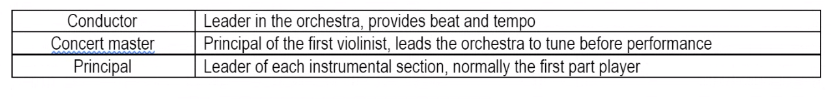 Conductor Leader in the orchestra, provides beat and tempo
Concert master Principal of the first violinist, leads the orchestra to tune before performance
Principal Leader of each instrumental section, normally the first part player